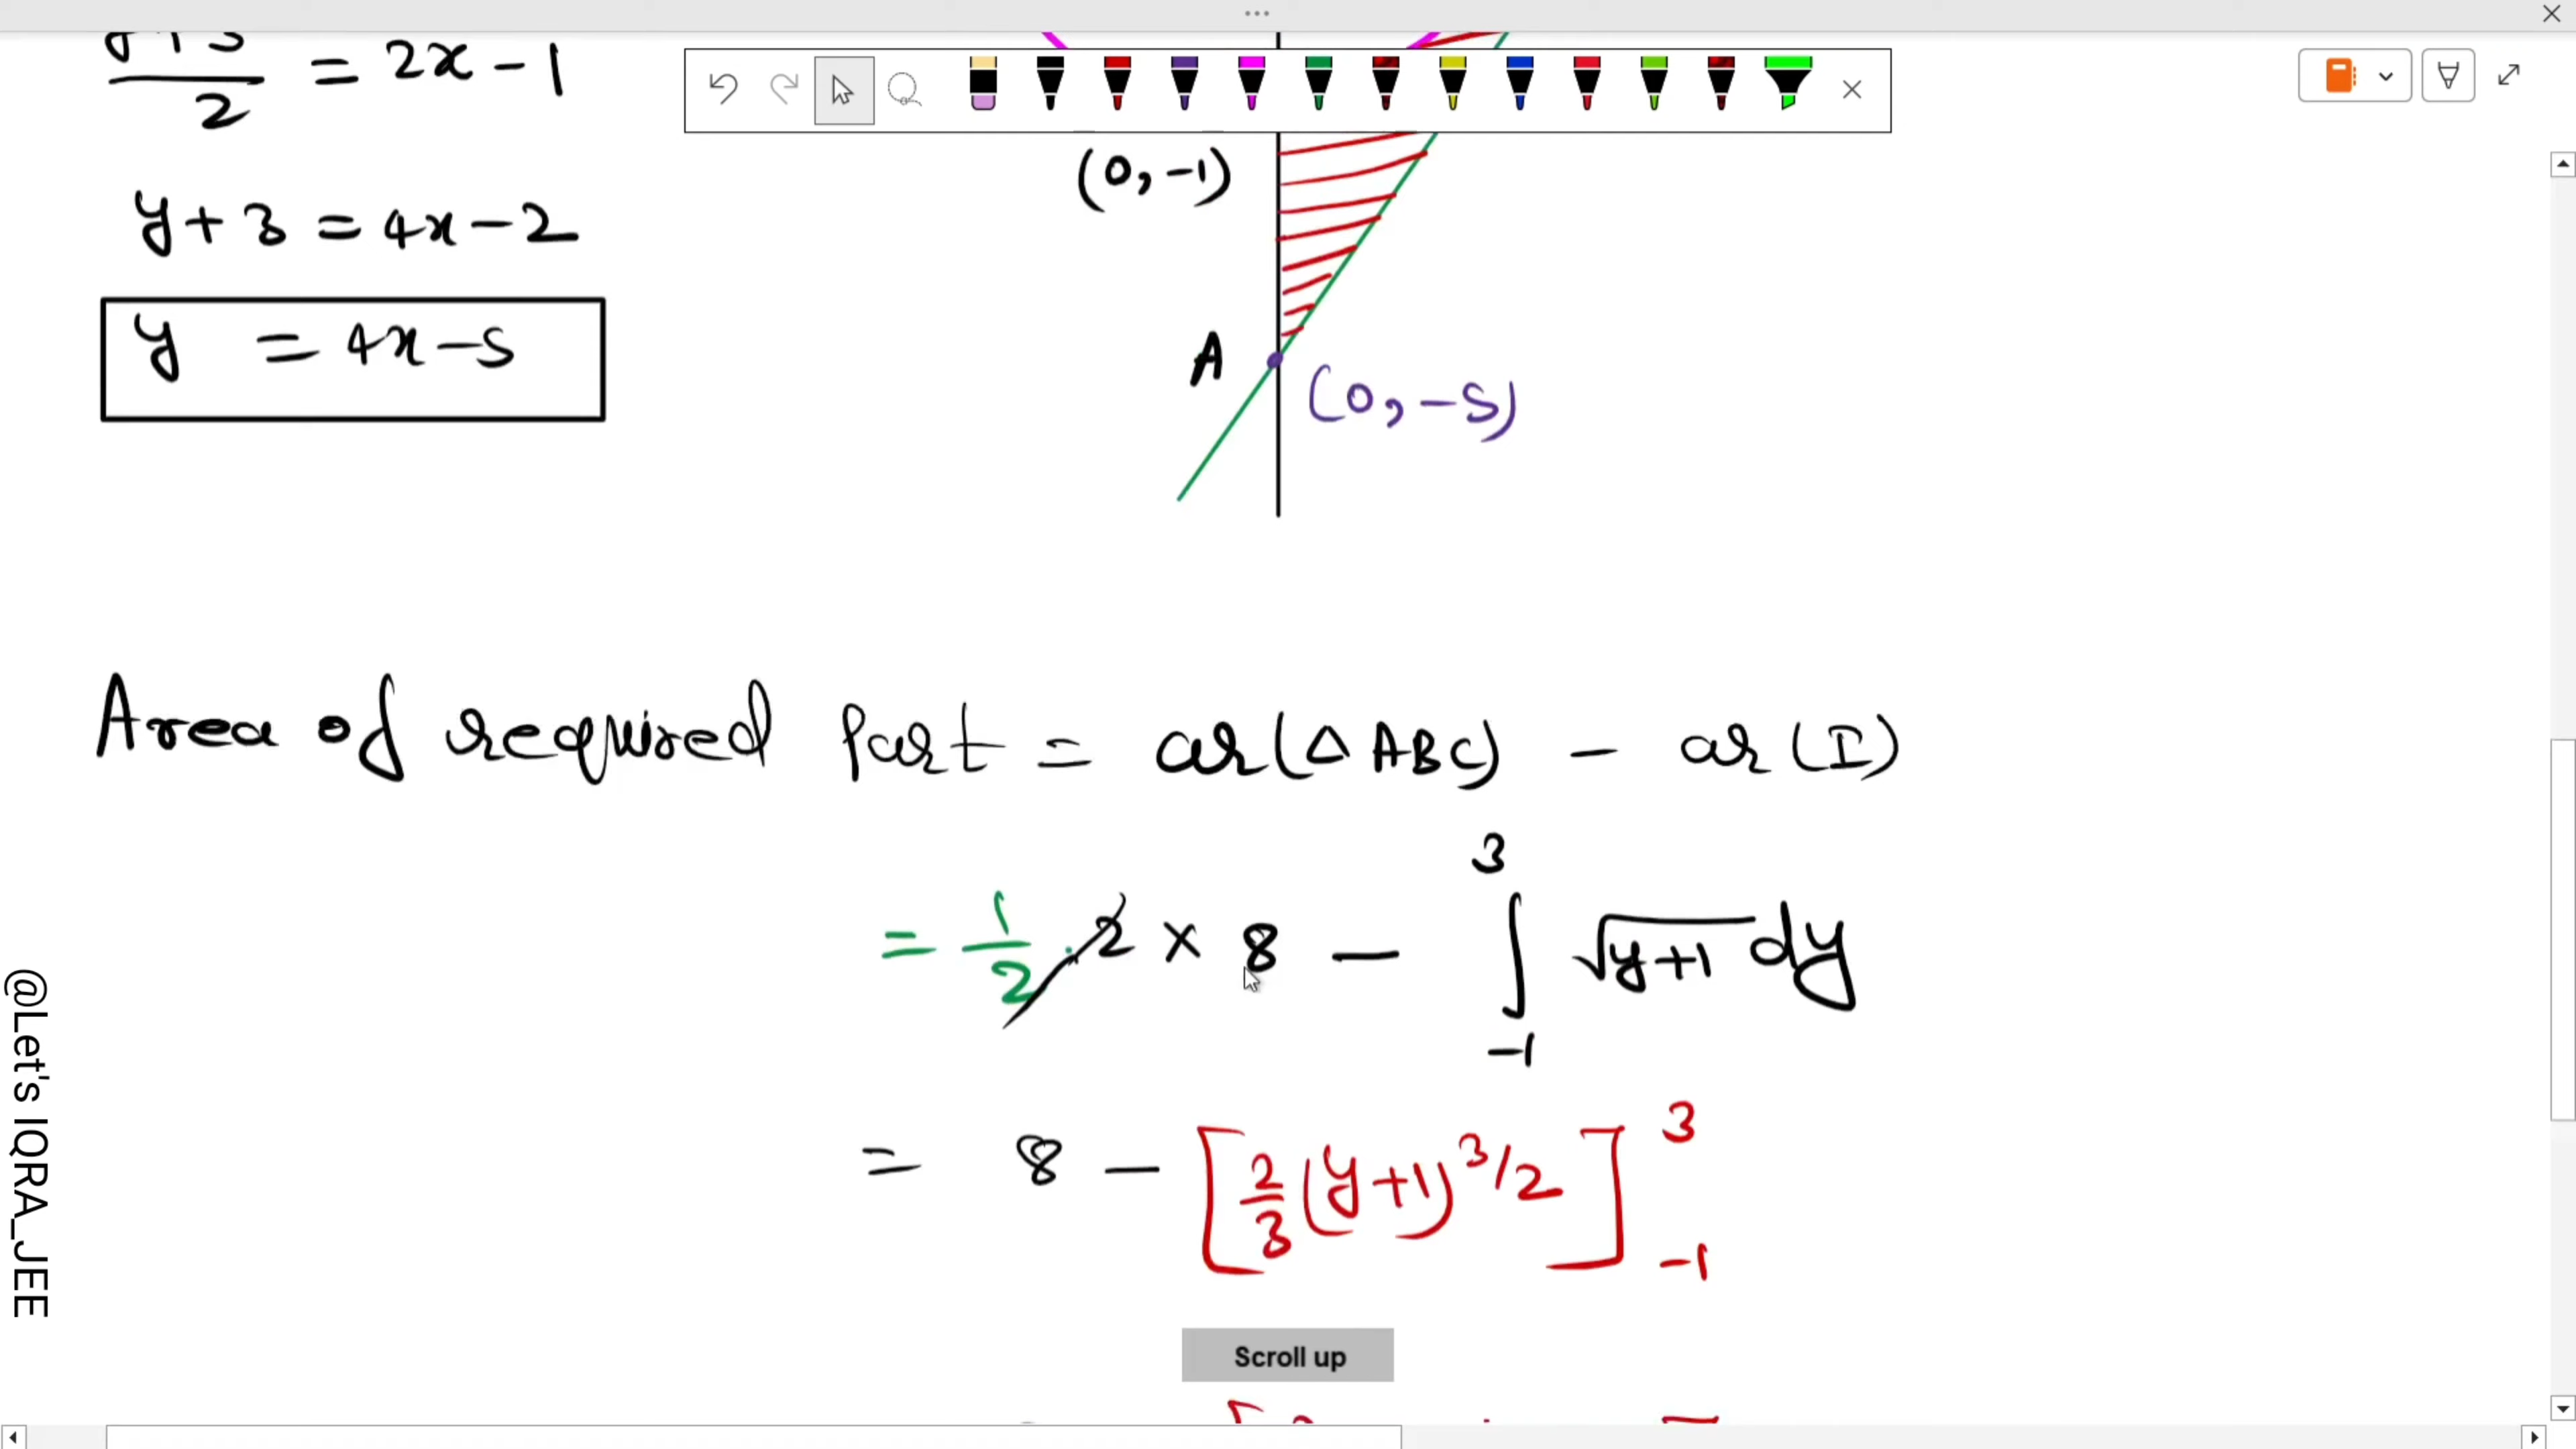 y+3/2 = 2x-1
y+3 = 4x-2
y = 4x-5
(0,-1)
A
(0,-5)
Area of required Part = ar(△ABC) - ar(I)
= 1/2 · 2 × 8 - ∫_{-1}^{3} √(y+1) dy
= 8 - [2/3 (y+1)^{3/2}]_{-1}^{3}
Scroll up
@Let's IQRA_JEE